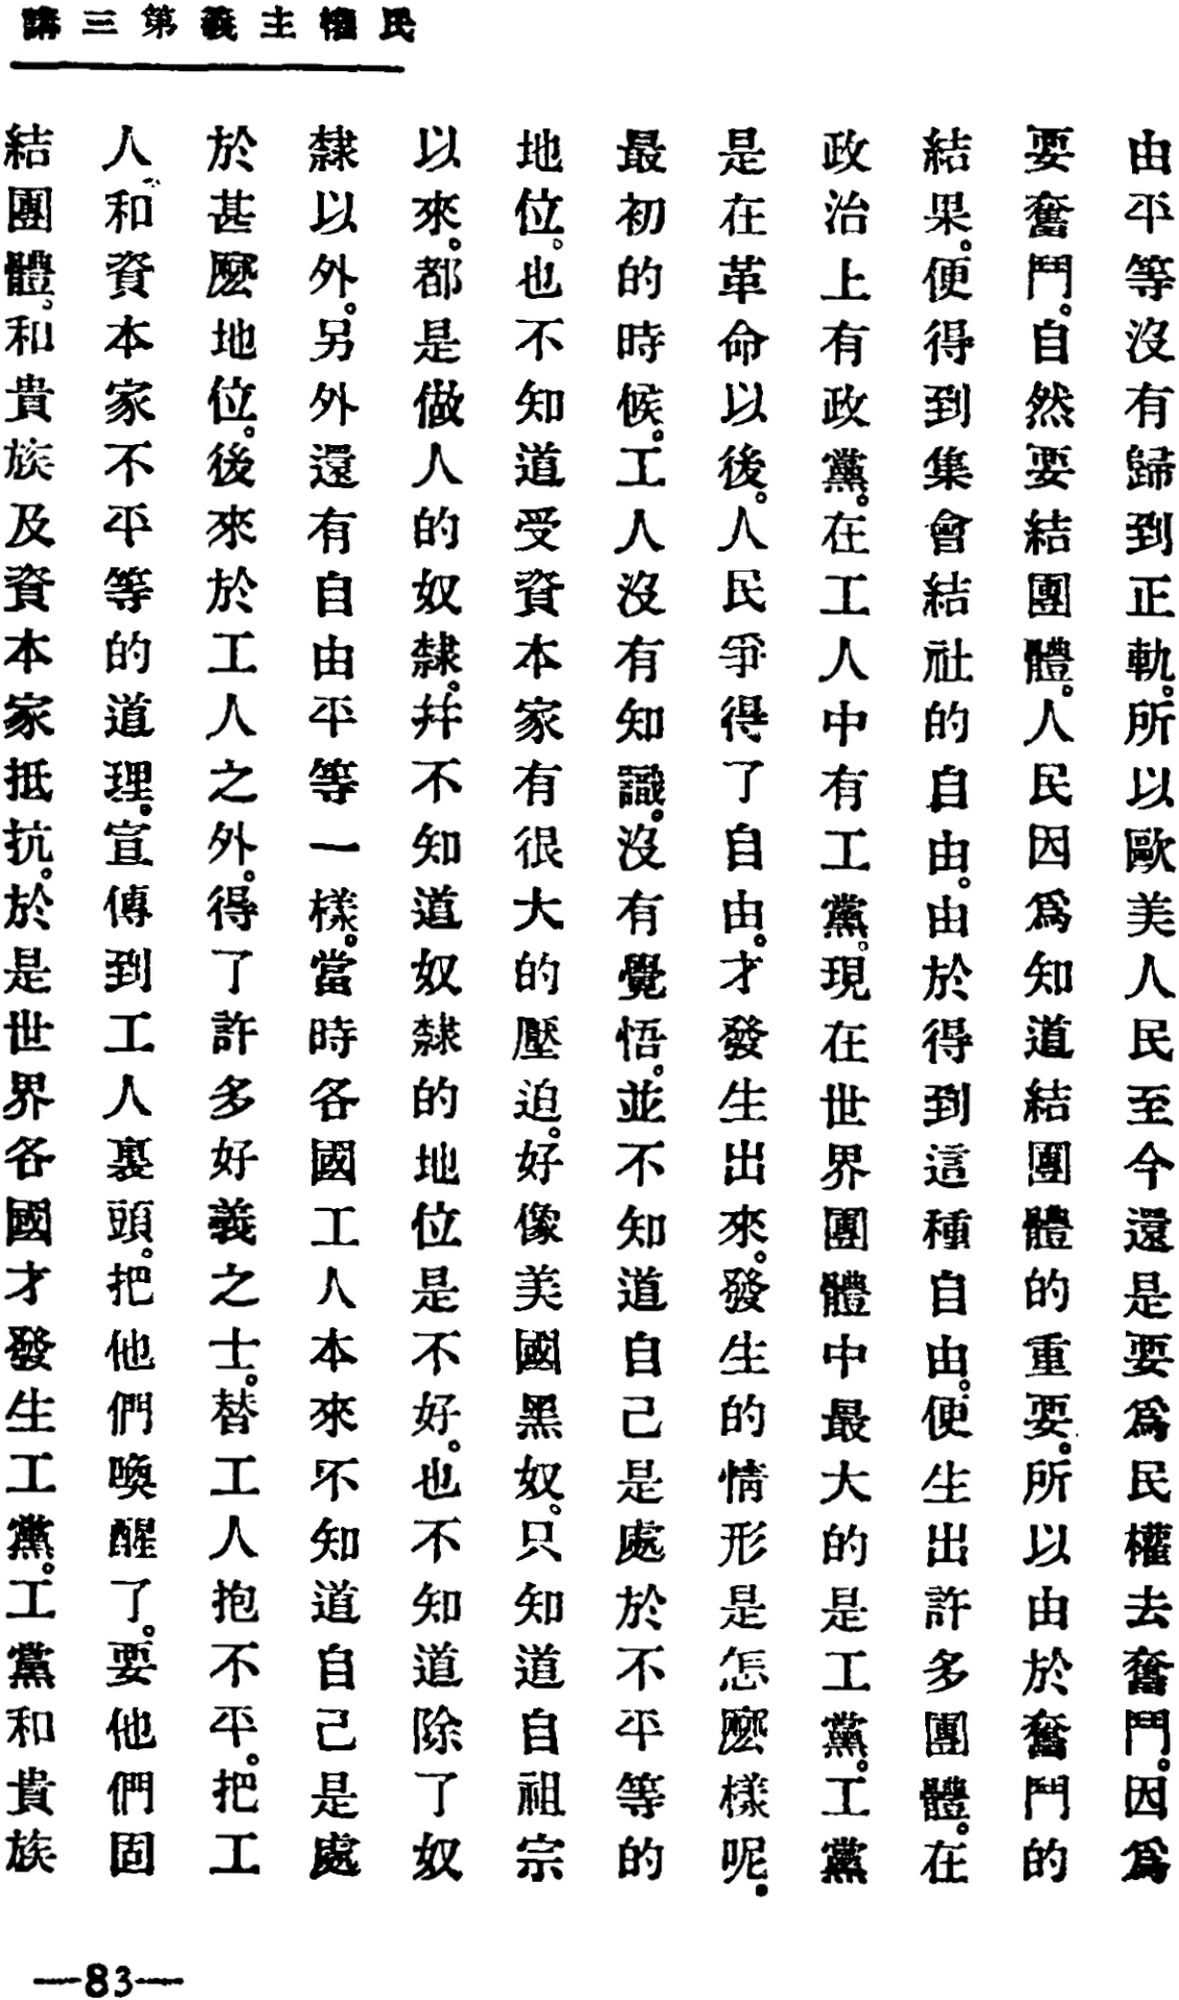 民權主義第三講
由平等沒有歸到正軌。所以歐美人民至今還是要爲民權去奮鬥。因爲
要奮鬥。自然要結團體。人民因爲知道結團體的重要。所以由於奮鬥的
結果。便得到集會結社的自由。由於得到這種自由。便生出許多團體。在
政治上有政黨。在工人中有工黨。現在世界團體中最大的是工黨。工黨
是在革命以後。人民爭得了自由。才發生出來。發生的情形是怎麼樣呢。
最初的時候。工人沒有知識。沒有覺悟。並不知道自己是處於不平等的
地位。也不知道受資本家有很大的壓迫。好像美國黑奴。只知道自祖宗
以來。都是做人的奴隸。幷不知道奴隸的地位是不好。也不知道除了奴
隸以外。另外還有自由平等一樣。當時各國工人本來不知道自己是處
於甚麼地位。後來於工人之外。得了許多好義之士。替工人抱不平。把工
人、和資本家不平等的道理。宣傳到工人裏頭。把他們喚醒了。要他們固
結團體。和貴族及資本家抵抗。於是世界各國才發生工黨。工黨和貴族
—83—